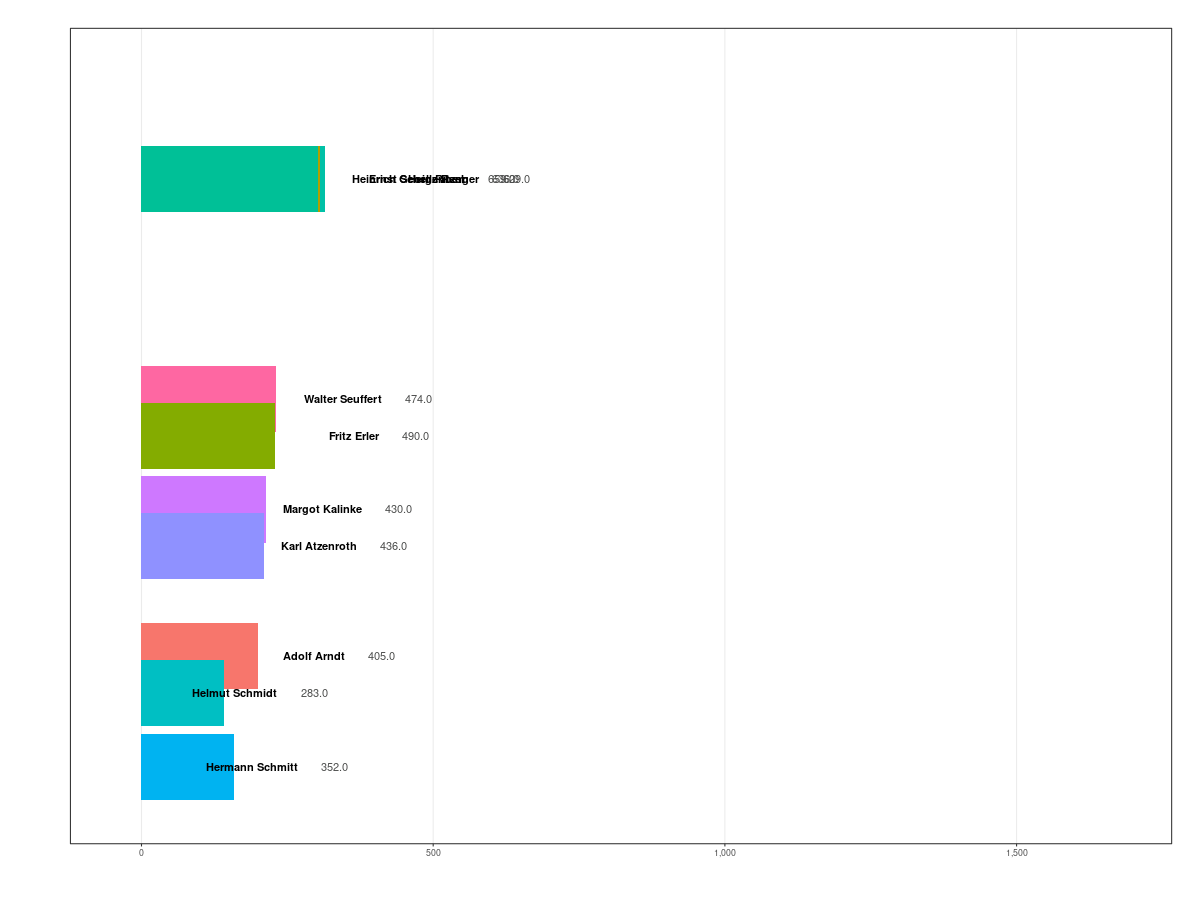 Walter Seuffert 474.0
Fritz Erler 490.0
Margot Kalinke 430.0
Karl Atzenroth 436.0
Adolf Arndt 405.0
Helmut Schmidt 283.0
Hermann Schmitt 352.0
0 500 1,000 1,500